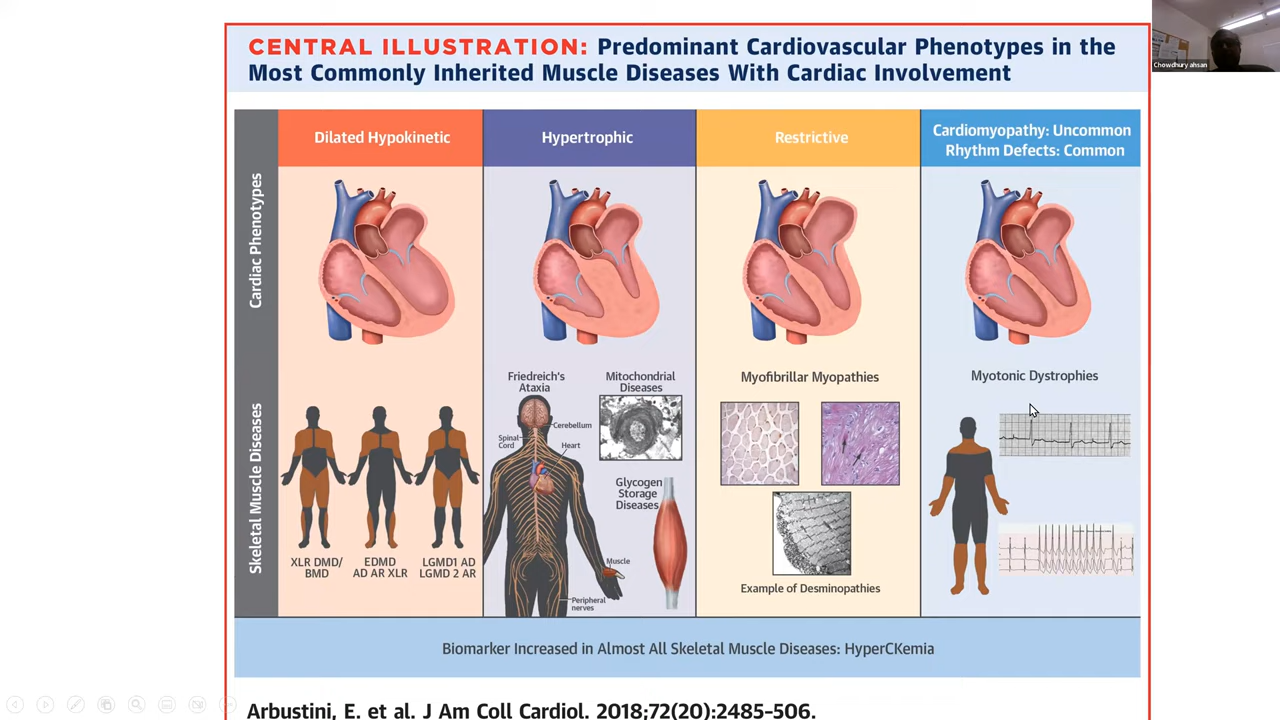 CENTRAL ILLUSTRATION: Predominant Cardiovascular Phenotypes in the
Most Commonly Inherited Muscle Diseases With Cardiac Involvement
Chowdhury ahsan
Cardiac Phenotypes
Dilated Hypokinetic
Hypertrophic
Restrictive
Cardiomyopathy: Uncommon
Rhythm Defects: Common
Skeletal Muscle Diseases
XLR DMD/
BMD
EDMD
AD AR XLR
LGMD1 AD
LGMD 2 AR
Friedreich's
Ataxia
Cerebellum
Spinal
Cord
Heart
Muscle
Peripheral
nerves
Mitochondrial
Diseases
Glycogen
Storage
Diseases
Myofibrillar Myopathies
Example of Desminopathies
Myotonic Dystrophies
Biomarker Increased in Almost All Skeletal Muscle Diseases: HyperCKemia
Arbustini, E. et al. J Am Coll Cardiol. 2018;72(20):2485–506.